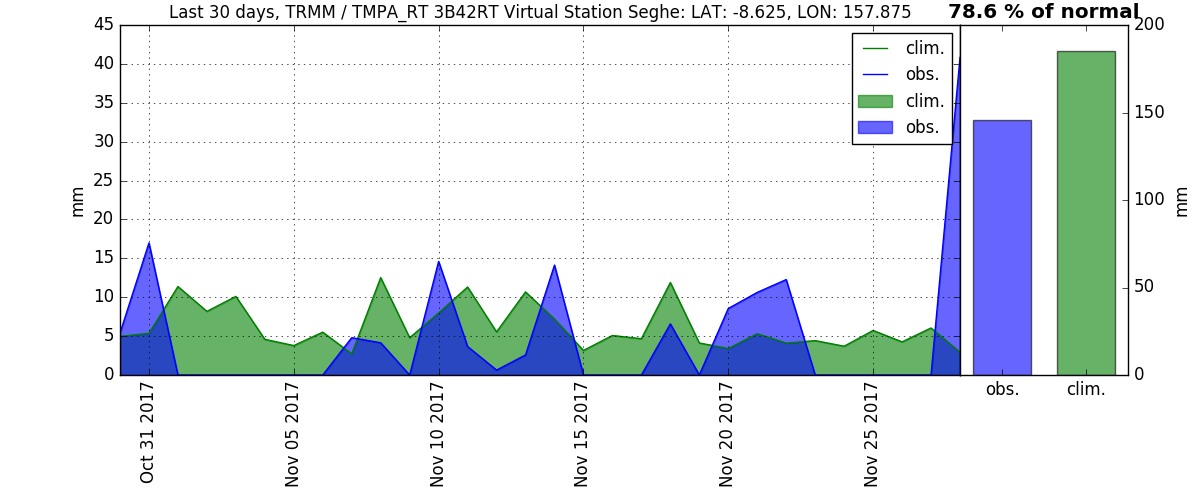 Last 30 days, TRMM / TMPA_RT 3B42RT Virtual Station Seghe: LAT: -8.625, LON: 157.875
78.6 % of normal
45
40
35
30
25
20
15
10
5
0
mm
clim.
obs.
clim.
obs.
Oct 31 2017
Nov 05 2017
Nov 10 2017
Nov 15 2017
Nov 20 2017
Nov 25 2017
200
150
100
50
0
mm
obs.
clim.